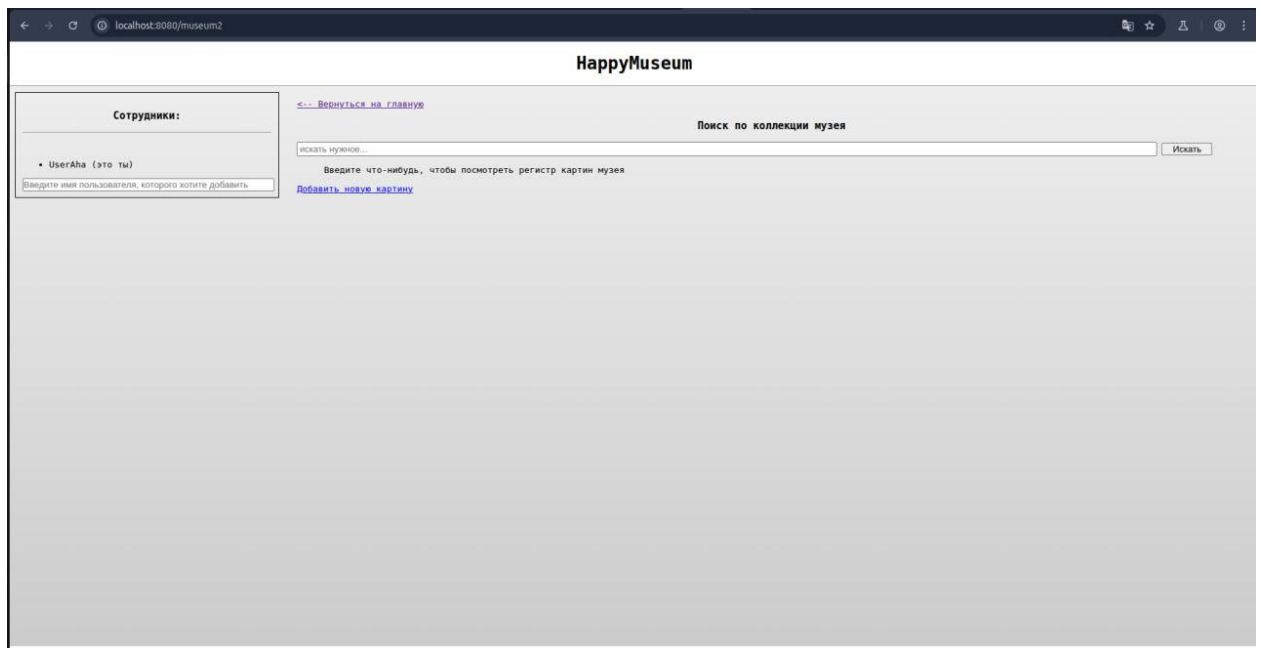 localhost:8080/museum2
HappyMuseum
Сотрудники:
• UserAha (это ты)
Введите имя пользователя, которого хотите добавить
<-- Вернуться на главную
Поиск по коллекции музея
искать нужное...
Искать
Введите что-нибудь, чтобы посмотреть регистр картин музея
Добавить новую картину